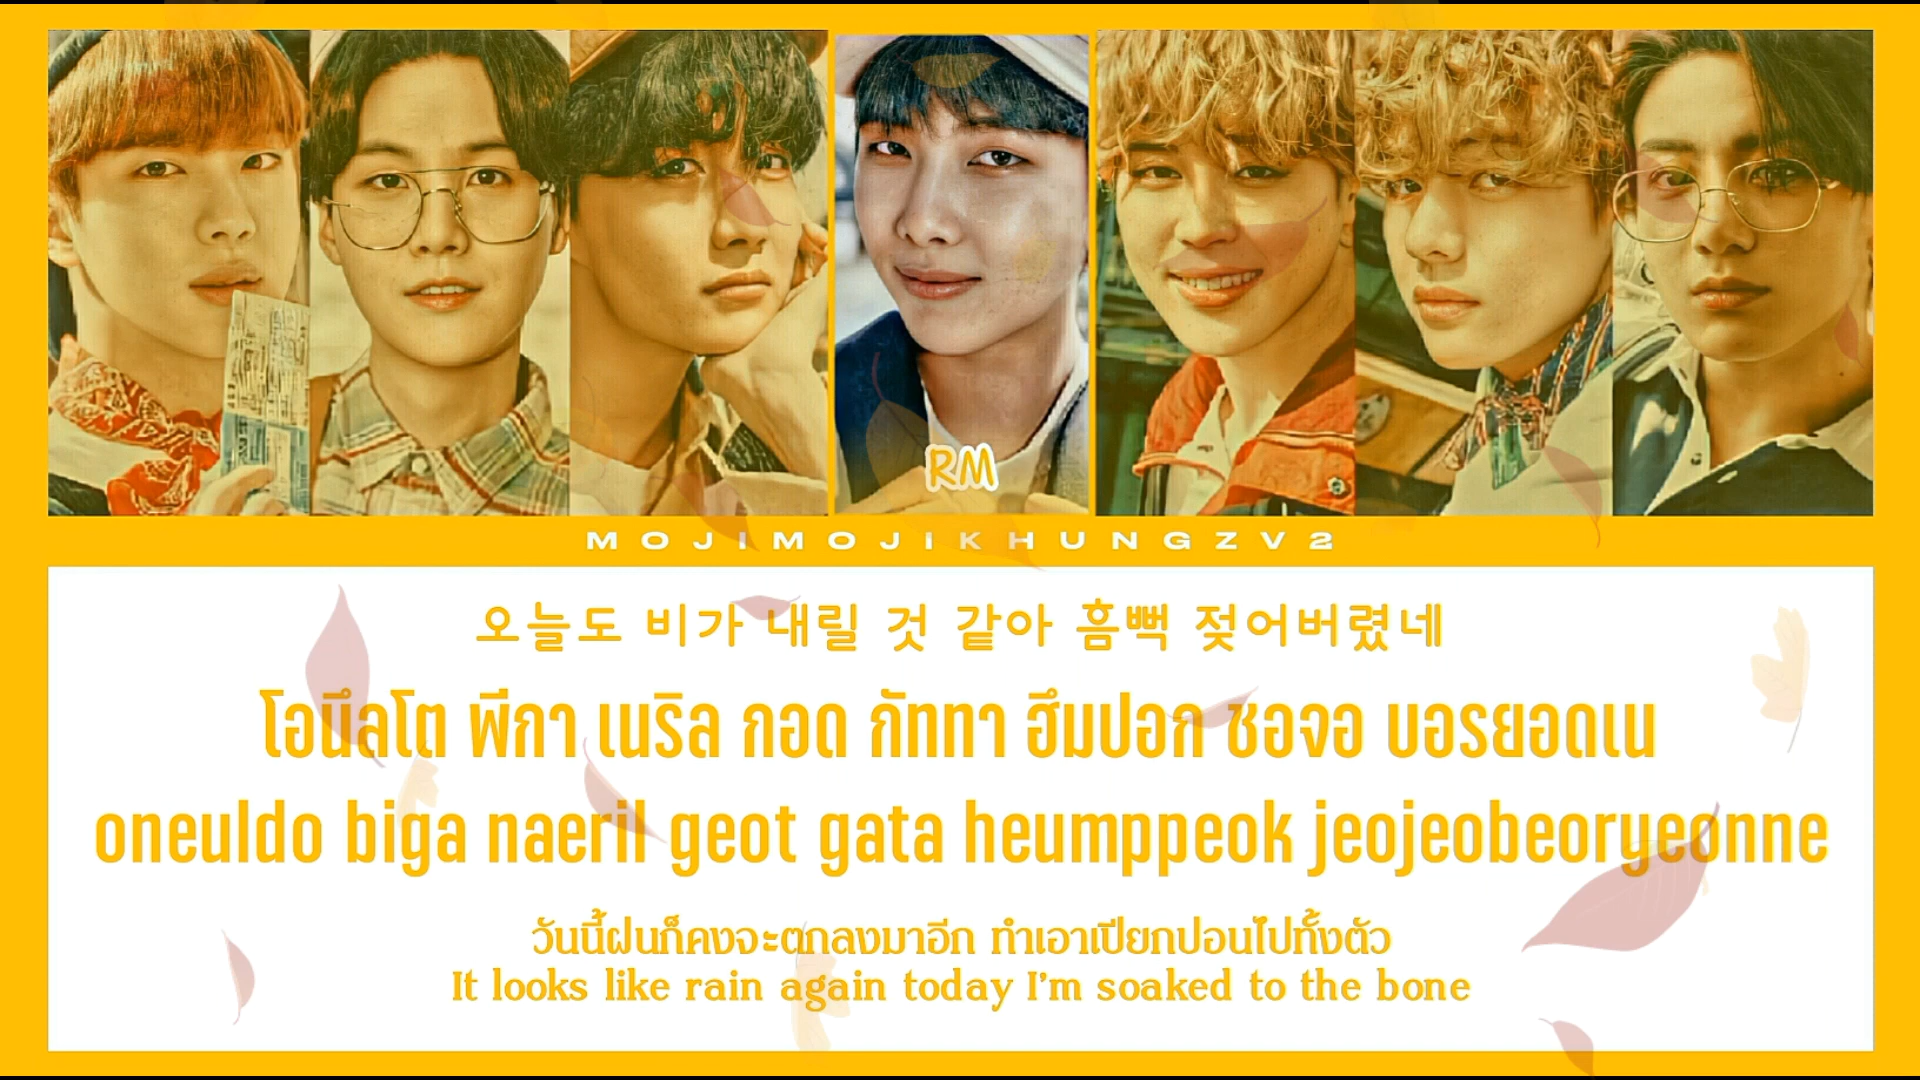 RM
MOJIMOJIKHUNGZV2
오늘도 비가 내릴 것 같아 흠뻑 젖어버렸네
โอนึลโต พีกา เนริล กอด กัททา ฮึมปอก ชอจอ บอรยอดเน
oneuldo biga naeril geot gata heumppeok jeojeobeoryeonne
วันนี้ฝนก็คงจะตกลงมาอีก ทำเอาเปียกปอนไปทั้งตัว
It looks like rain again today I'm soaked to the bone